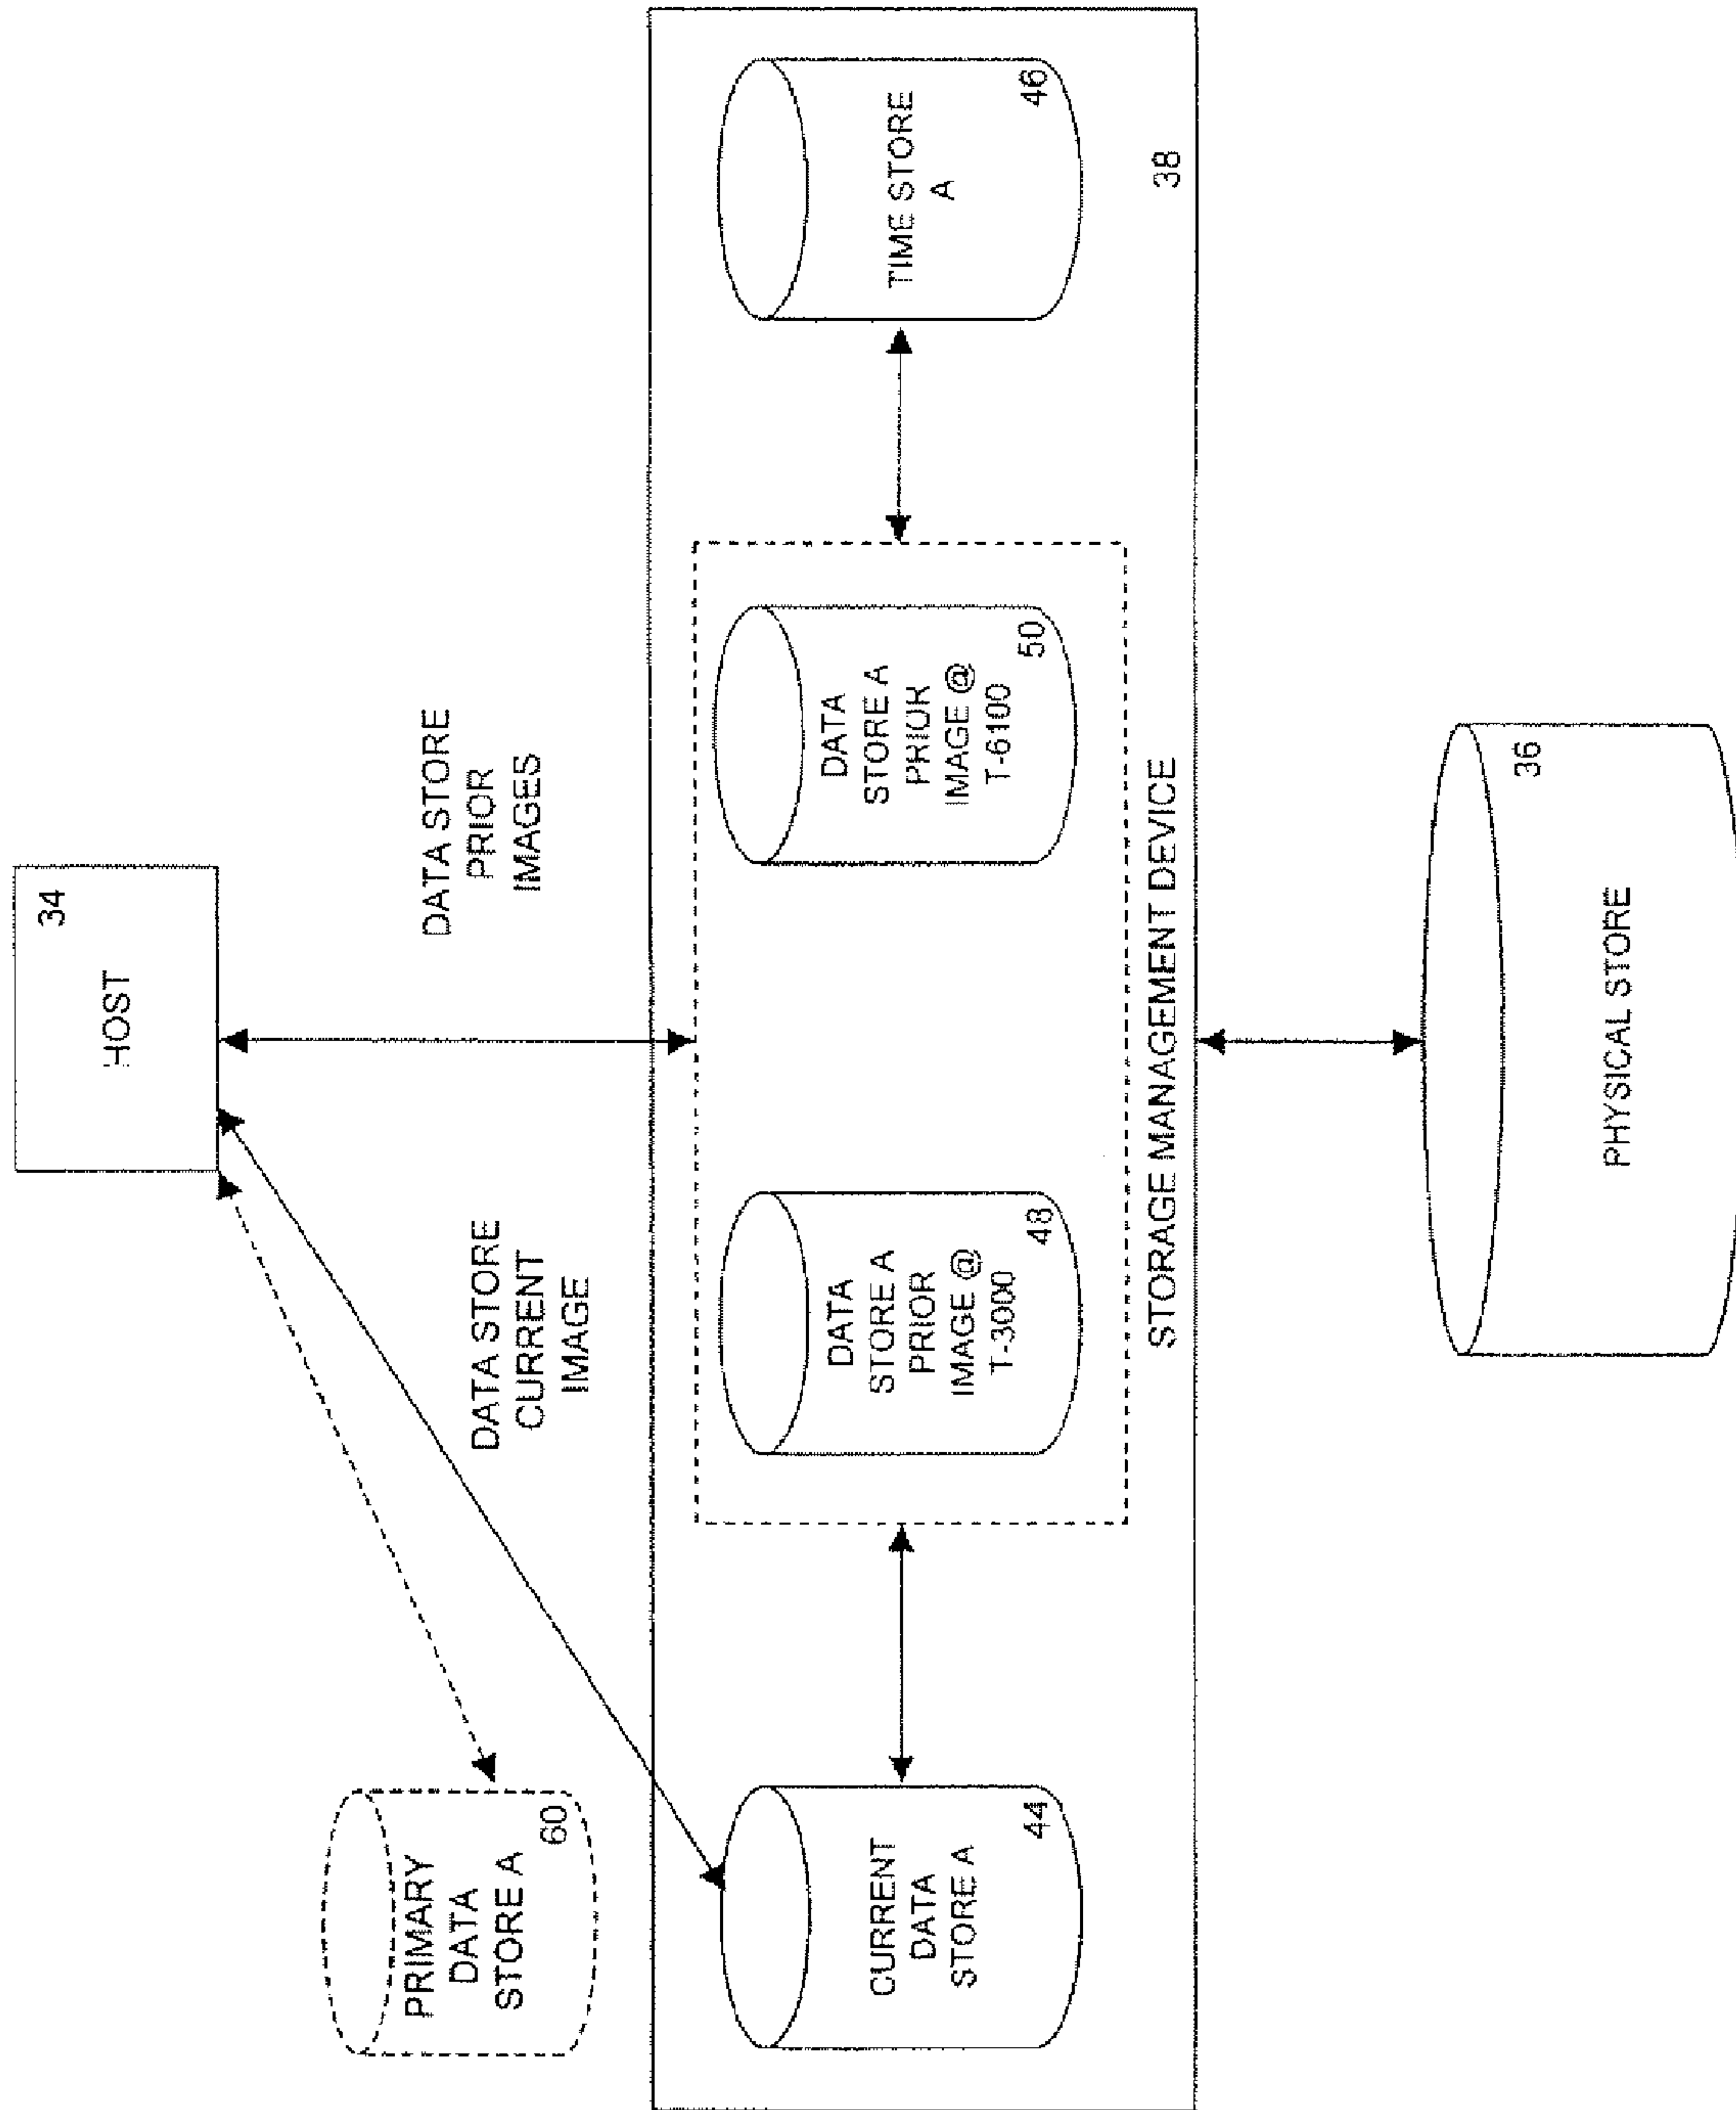 HOST
34
PRIMARY
DATA
STORE A
60
DATA STORE
CURRENT
IMAGE
DATA STORE
PRIOR
IMAGES
CURRENT
DATA
STORE A
44
DATA
STORE A
PRIOR
IMAGE @
T-3000
48
DATA
STORE A
PRIOR
IMAGE @
T-6100
50
TIME STORE
A
46
STORAGE MANAGEMENT DEVICE
38
36
PHYSICAL STORE